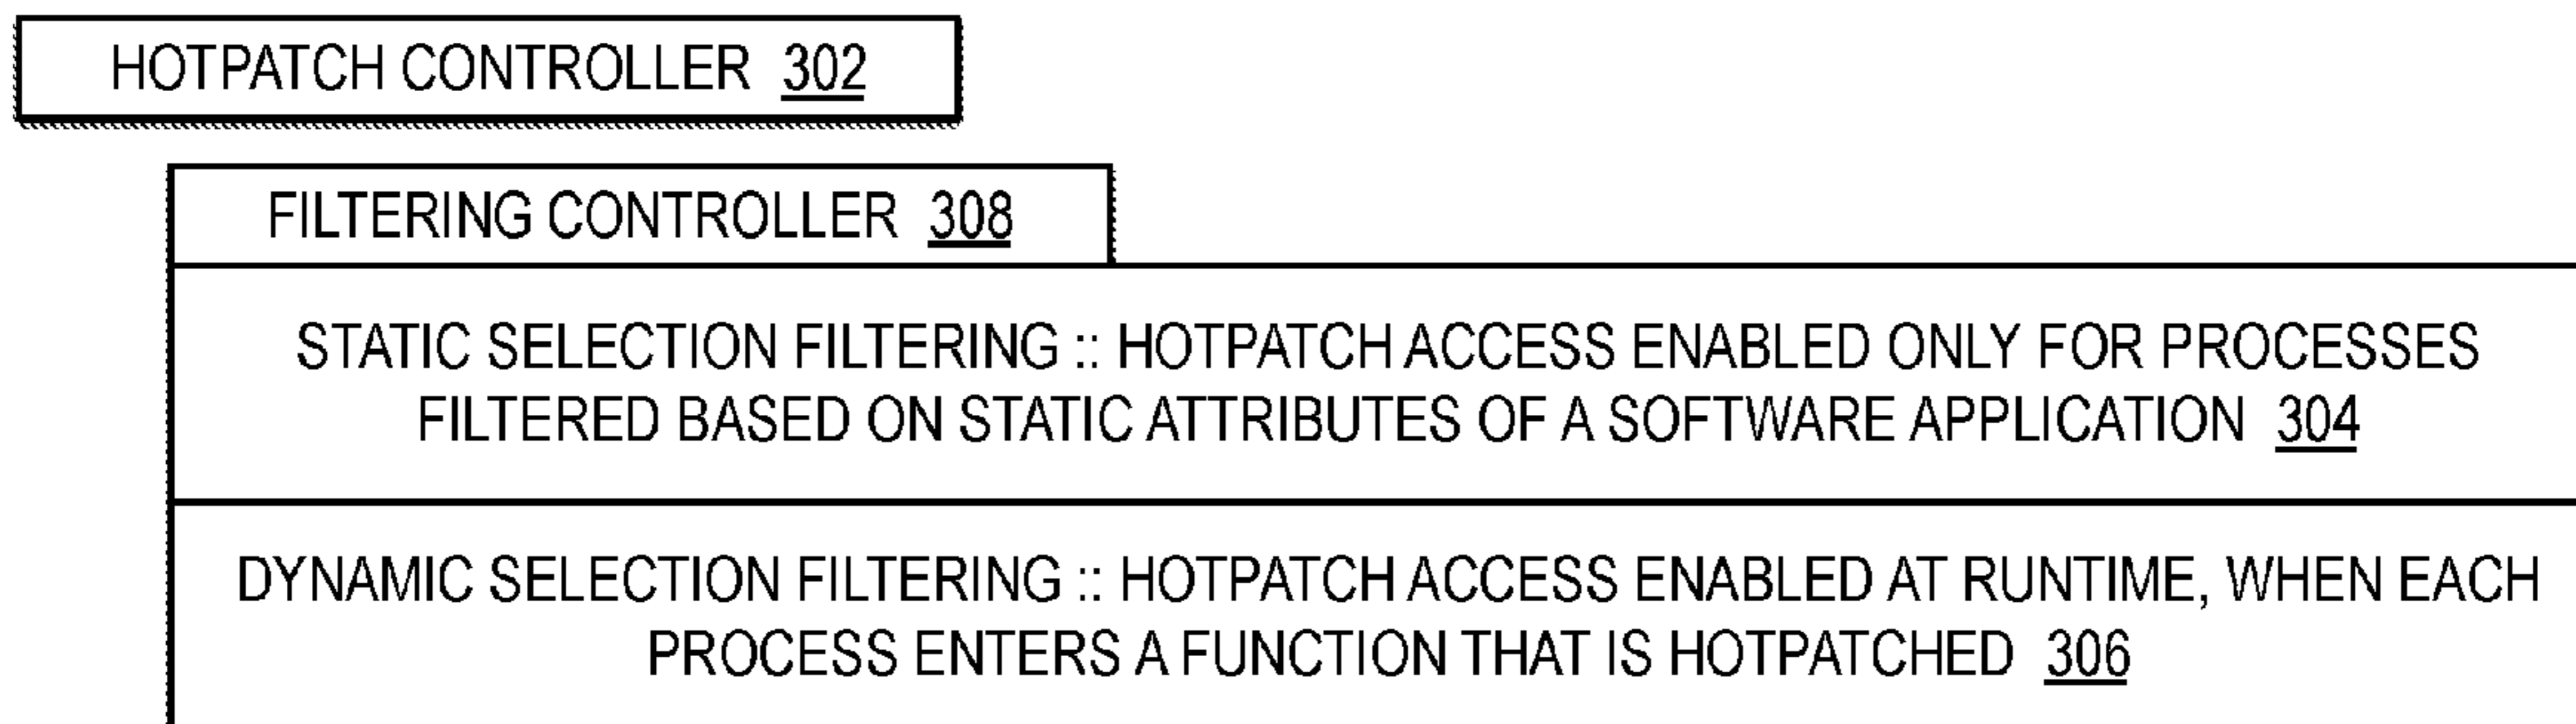 HOTPATCH CONTROLLER 302
FILTERING CONTROLLER 308
STATIC SELECTION FILTERING :: HOTPATCH ACCESS ENABLED ONLY FOR PROCESSES
FILTERED BASED ON STATIC ATTRIBUTES OF A SOFTWARE APPLICATION 304
DYNAMIC SELECTION FILTERING :: HOTPATCH ACCESS ENABLED AT RUNTIME, WHEN EACH
PROCESS ENTERS A FUNCTION THAT IS HOTPATCHED 306